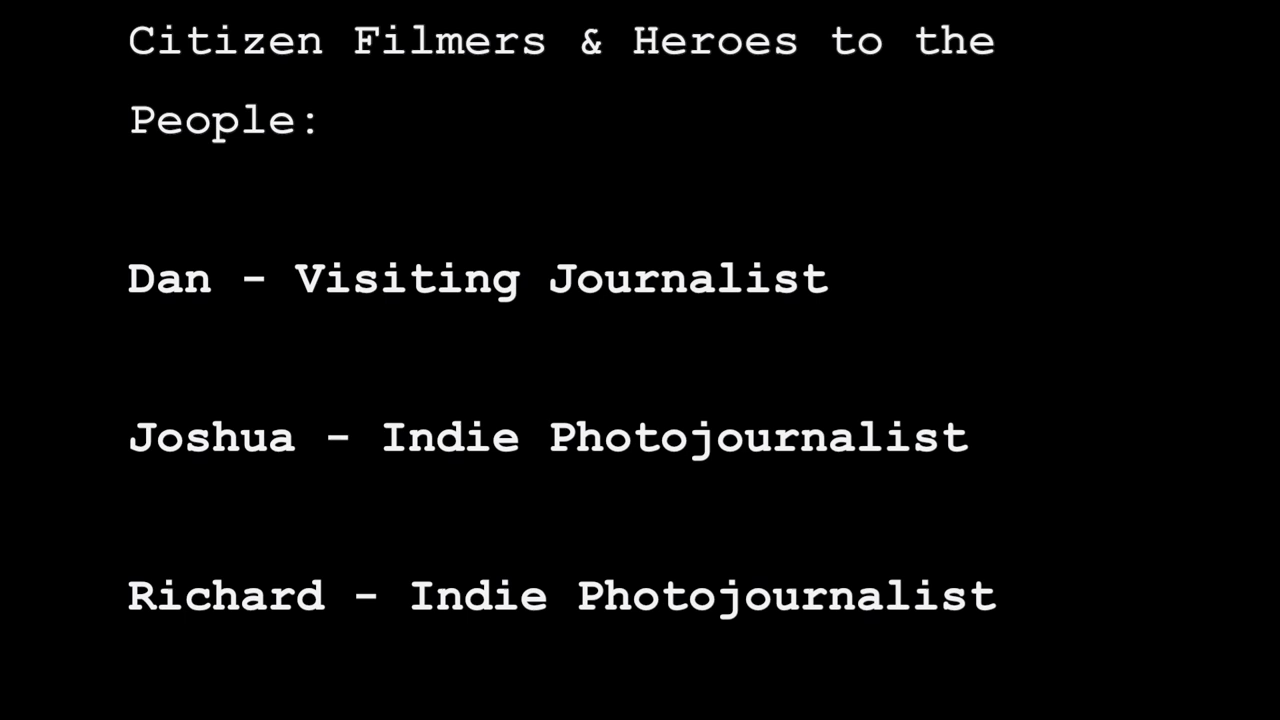 Citizen Filmers & Heroes to the
People:
Dan - Visiting Journalist
Joshua - Indie Photojournalist
Richard - Indie Photojournalist